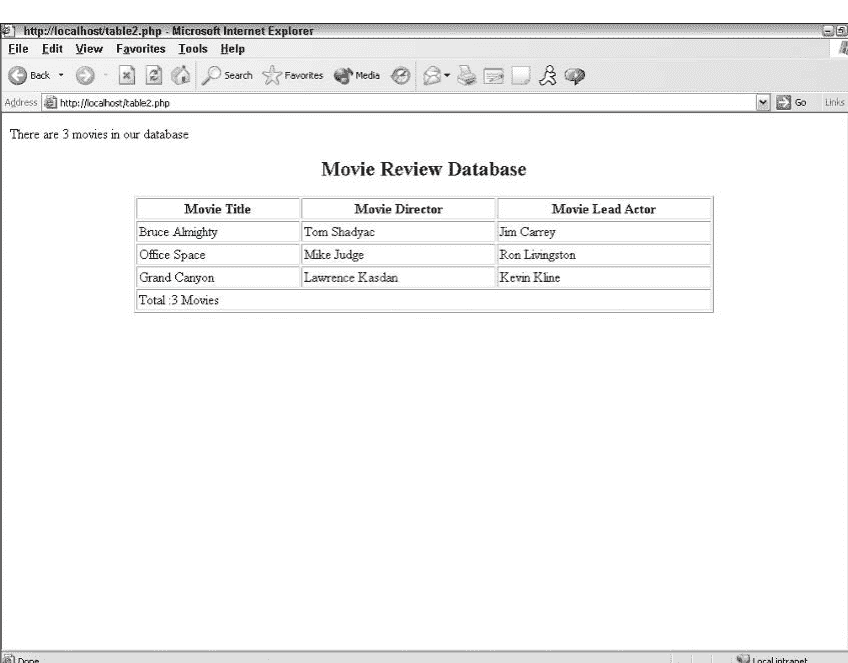 http://localhost/table2.php - Microsoft Internet Explorer
File Edit View Favorites Tools Help
Back Search Favorites Media
Address http://localhost/table2.php Go Links
There are 3 movies in our database
Movie Review Database
Movie Title Movie Director Movie Lead Actor
Bruce Almighty Tom Shadyac Jim Carrey
Office Space Mike Judge Ron Livingston
Grand Canyon Lawrence Kasdan Kevin Kline
Total :3 Movies
Done Local intranet